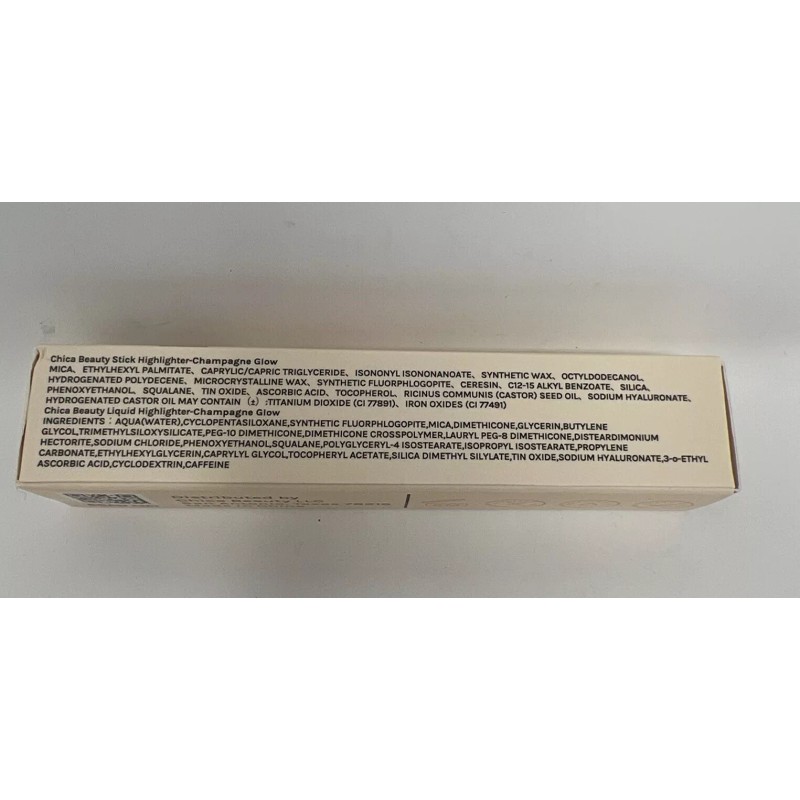 Chica Beauty Stick Highlighter-Champagne Glow
MICA、ETHYLHEXYL PALMITATE、CAPRYLIC/CAPRIC TRIGLYCERIDE、ISONONYL ISONONANOATE、SYNTHETIC WAX、OCTYLDODECANOL、
HYDROGENATED POLYDECENE、MICROCRYSTALLINE WAX、SYNTHETIC FLUORPHLOGOPITE、CERESIN、C12-15 ALKYL BENZOATE、SILICA、
PHENOXYETHANOL、SQUALANE、TIN OXIDE、ASCORBIC ACID、TOCOPHEROL、RICINUS COMMUNIS (CASTOR) SEED OIL、SODIUM HYALURONATE、
HYDROGENATED CASTOR OIL MAY CONTAIN（±）:TITANIUM DIOXIDE (CI 77891)、IRON OXIDES (CI 77491)
Chica Beauty Liquid Highlighter-Champagne Glow
INGREDIENTS：AQUA(WATER),CYCLOPENTASILOXANE,SYNTHETIC FLUORPHLOGOPITE,MICA,DIMETHICONE,GLYCERIN,BUTYLENE
GLYCOL,TRIMETHYLSILOXYSILICATE,PEG-10 DIMETHICONE,DIMETHICONE CROSSPOLYMER,LAURYL PEG-8 DIMETHICONE,DISTEARDIMONIUM
HECTORITE,SODIUM CHLORIDE,PHENOXYETHANOL,SQUALANE,POLYGLYCERYL-4 ISOSTEARATE,ISOPROPYL ISOSTEARATE,PROPYLENE
CARBONATE,ETHYLHEXYLGLYCERIN,CAPRYLYL GLYCOL,TOCOPHERYL ACETATE,SILICA DIMETHYL SILYLATE,TIN OXIDE,SODIUM HYALURONATE,3-o-ETHYL
ASCORBIC ACID,CYCLODEXTRIN,CAFFEINE
Distributed by
Chica Beauty LLC